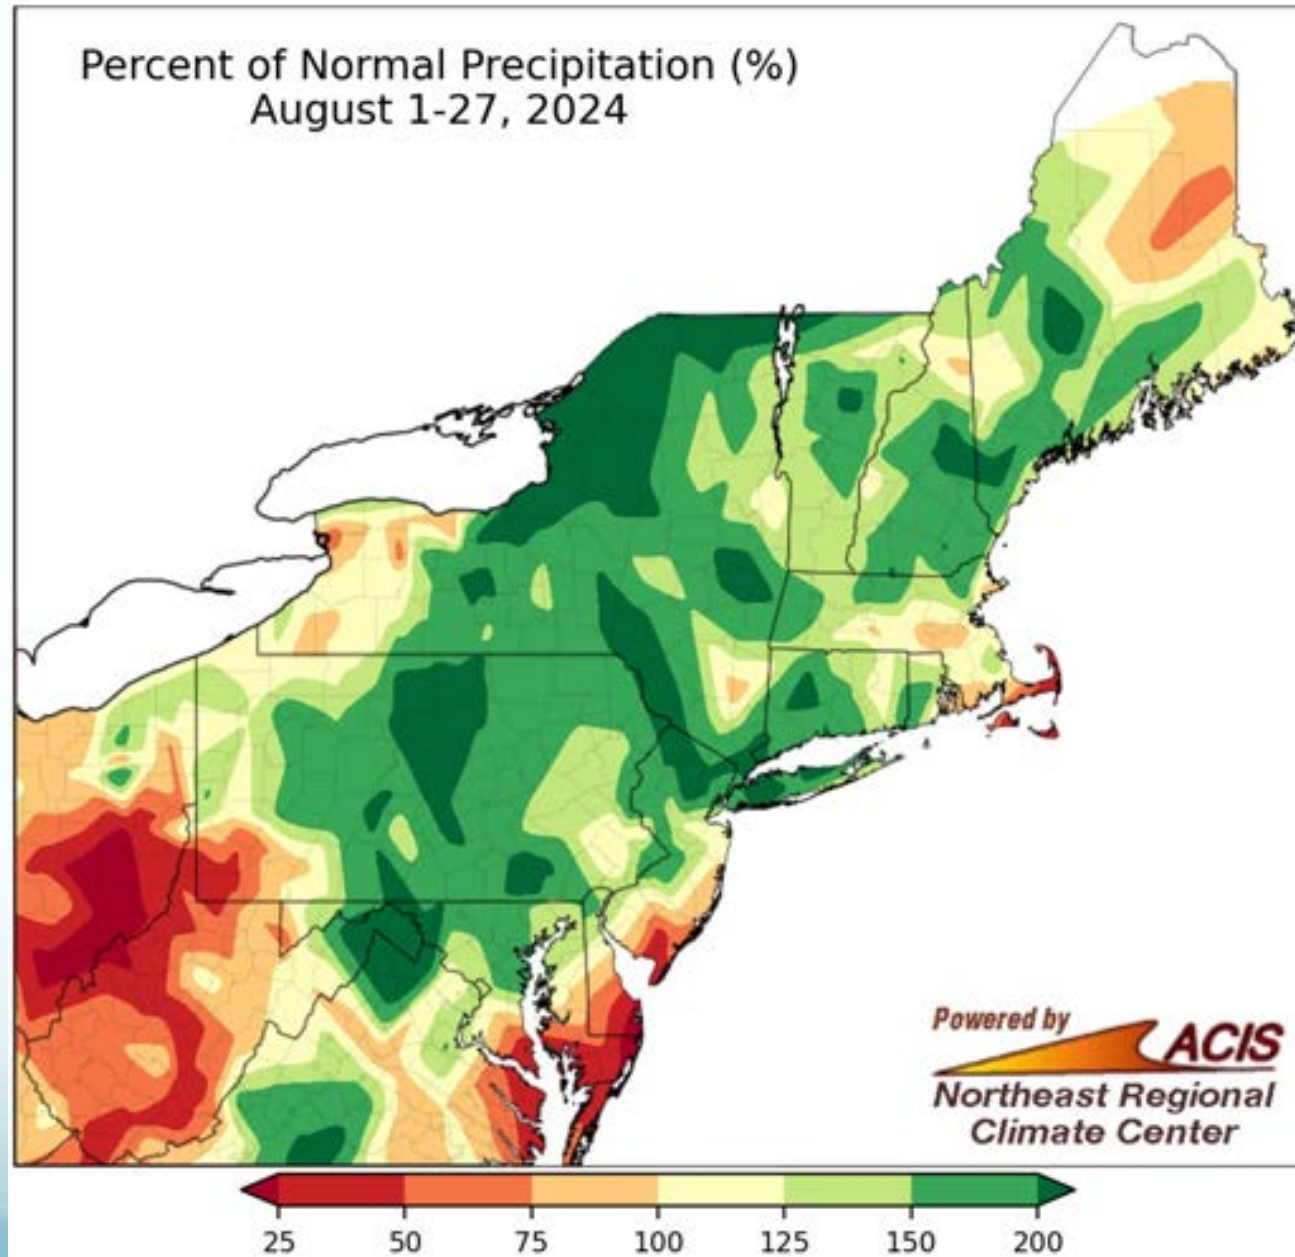 Percent of Normal Precipitation (%)
August 1-27, 2024
Powered by
ACIS
Northeast Regional
Climate Center
25 50 75 100 125 150 200